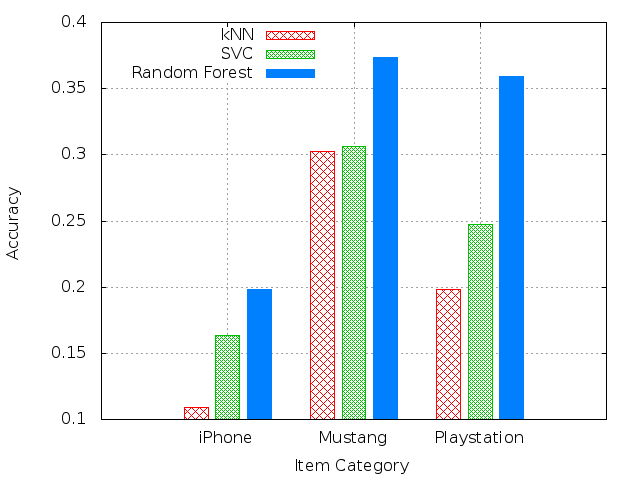 0.4
kNN
SVC
Random Forest
0.35
0.3
0.25
0.2
0.15
0.1
Accuracy
iPhone Mustang Playstation
Item Category